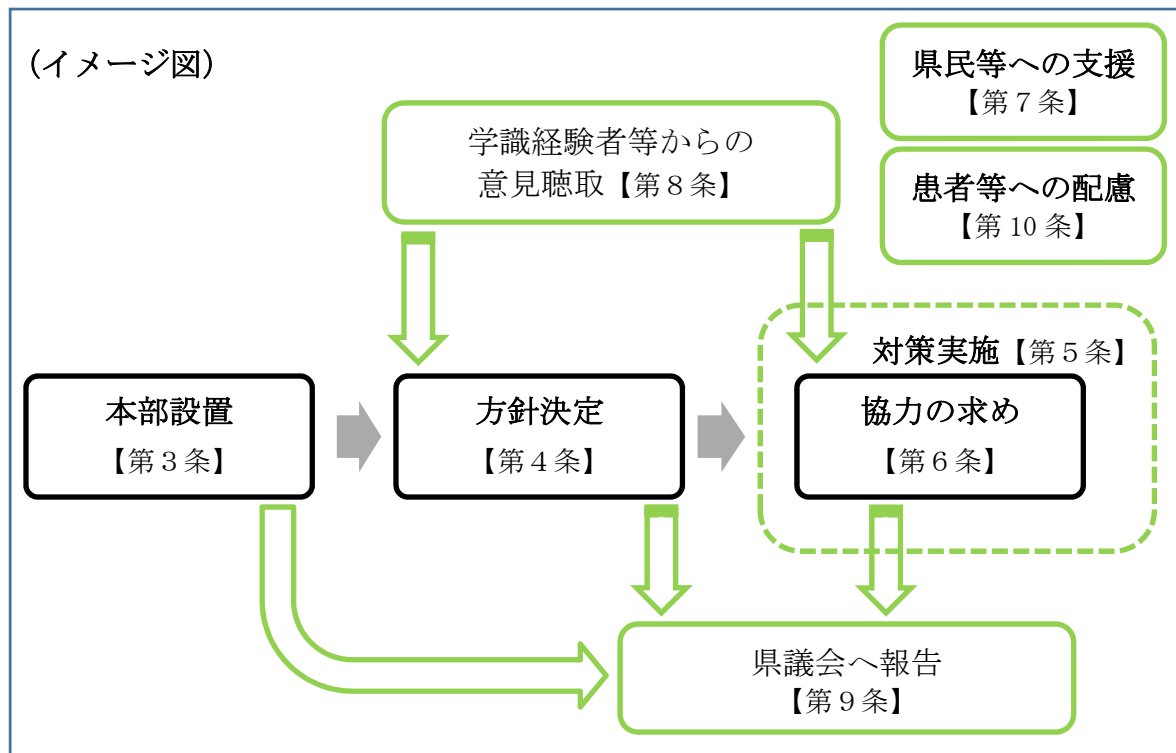 (イメージ図)
県民等への支援
【第７条】
学識経験者等からの
意見聴取【第８条】
患者等への配慮
【第 10 条】
対策実施【第５条】
本部設置
【第３条】
方針決定
【第４条】
協力の求め
【第６条】
県議会へ報告
【第９条】